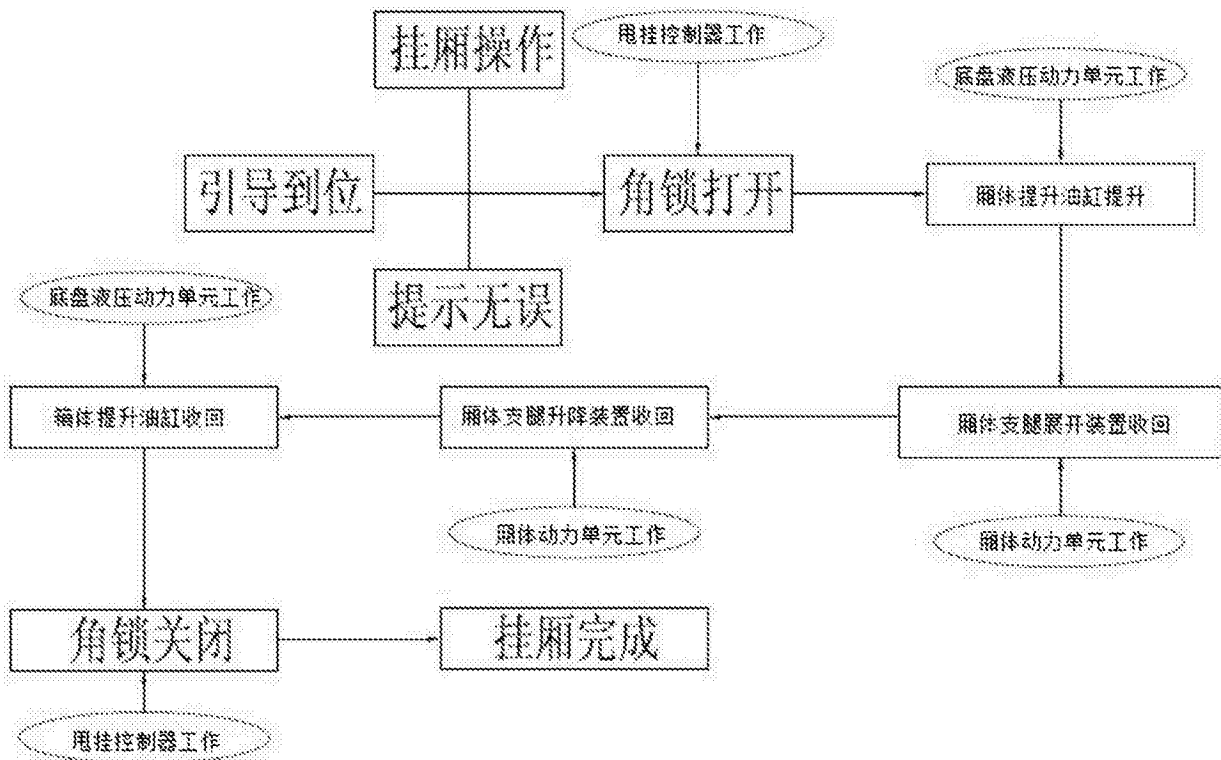 挂厢操作
甩挂控制器工作
底盘液压动力单元工作
引导到位
角锁打开
厢体提升油缸提升
提示无误
底盘液压动力单元工作
箱体提升油缸收回
厢体支腿升降装置收回
厢体支腿展开装置收回
厢体动力单元工作
厢体动力单元工作
角锁关闭
挂厢完成
甩挂控制器工作